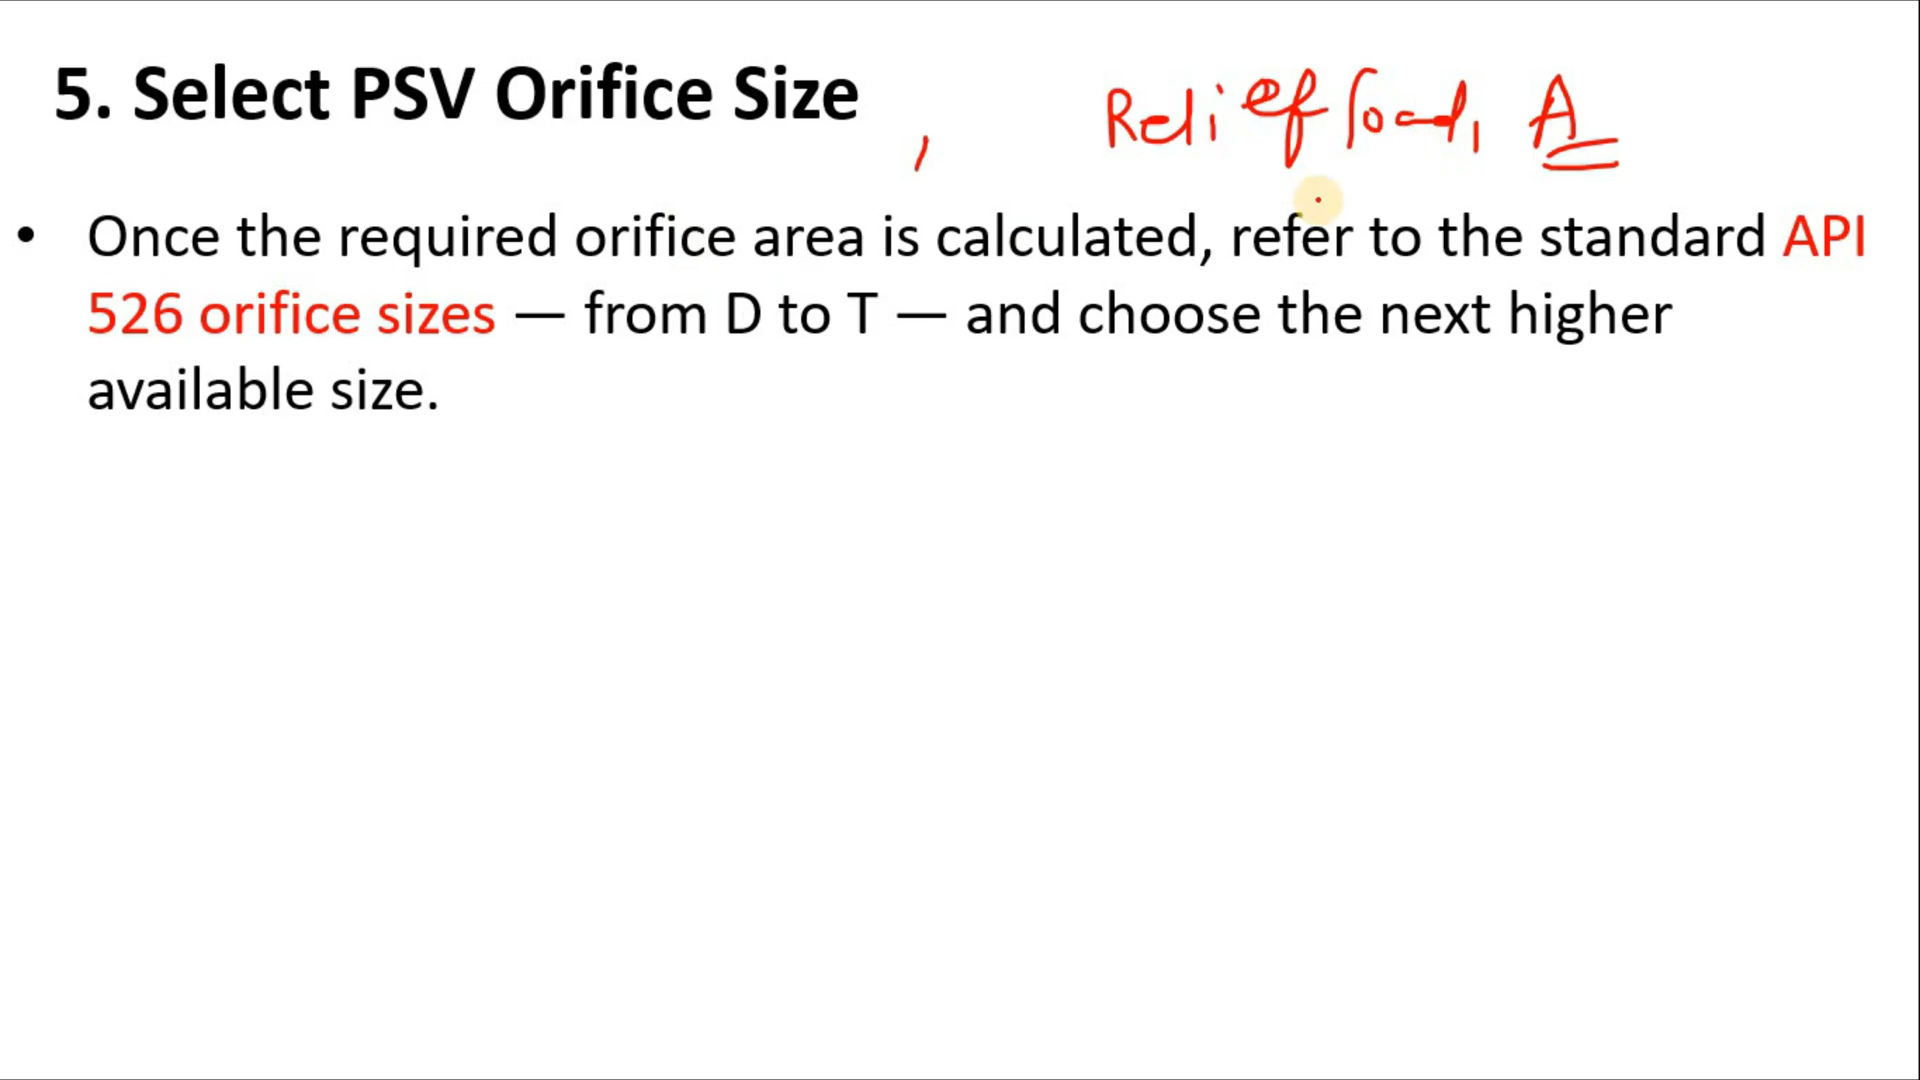 5. Select PSV Orifice Size
Relief load, A
• Once the required orifice area is calculated, refer to the standard API
526 orifice sizes — from D to T — and choose the next higher
available size.